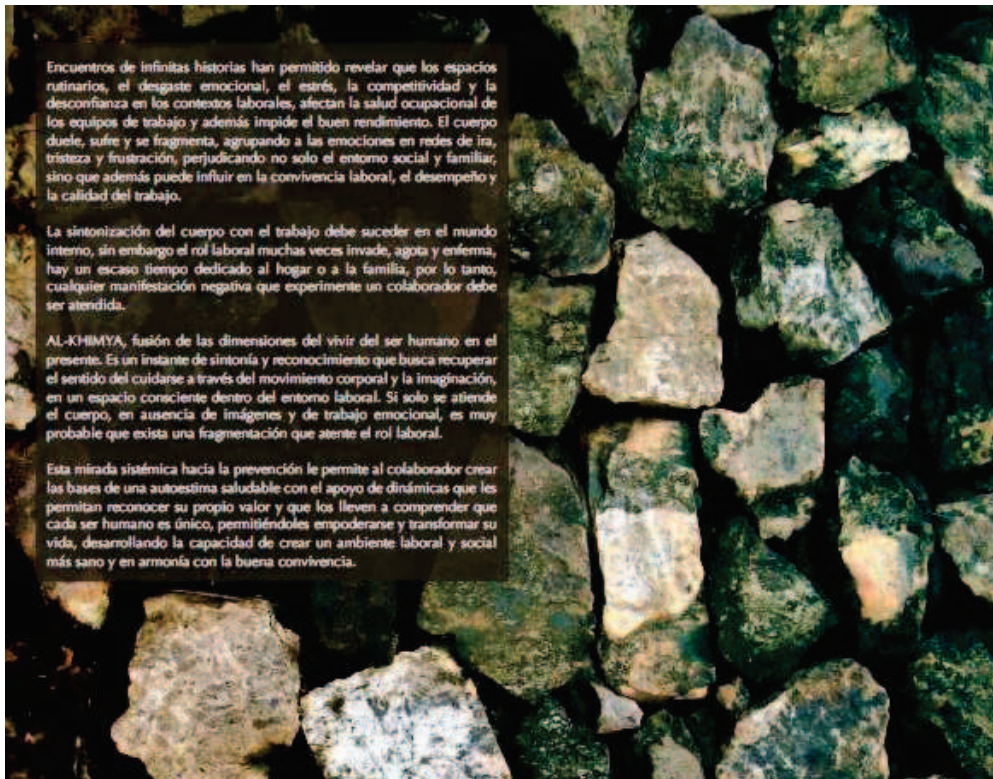 Encuentros de infinitas historias han permitido revelar que los espacios
rutinarios, el desgaste emocional, el estrés, la competitividad y la
desconfianza en los contextos laborales, afectan la salud ocupacional de
los equipos de trabajo y además impide el buen rendimiento. El cuerpo
duele, sufre y se fragmenta, agrupando a las emociones en redes de ira,
tristeza y frustración, perjudicando no solo el entorno social y familiar,
sino que además puede influir en la convivencia laboral, el desempeño y
la calidad del trabajo.
La sintonización del cuerpo con el trabajo debe suceder en el mundo
interno, sin embargo el rol laboral muchas veces invade, agota y enferma,
hay un escaso tiempo dedicado al hogar o a la familia, por lo tanto,
cualquier manifestación negativa que experimente un colaborador debe
ser atendida.
AL-KHIMYA, fusión de las dimensiones del vivir del ser humano en el
presente. Es un instante de sintonía y reconocimiento que busca recuperar
el sentido del cuidarse a través del movimiento corporal y la imaginación,
en un espacio consciente dentro del entorno laboral. Si solo se atiende
el cuerpo, en ausencia de imágenes y de trabajo emocional, es muy
probable que exista una fragmentación que atente el rol laboral.
Esta mirada sistémica hacia la prevención le permite al colaborador crear
las bases de una autoestima saludable con el apoyo de dinámicas que les
permitan reconocer su propio valor y que los lleven a comprender que
cada ser humano es único, permitiéndoles empoderarse y transformar su
vida, desarrollando la capacidad de crear un ambiente laboral y social
más sano y en armonía con la buena convivencia.